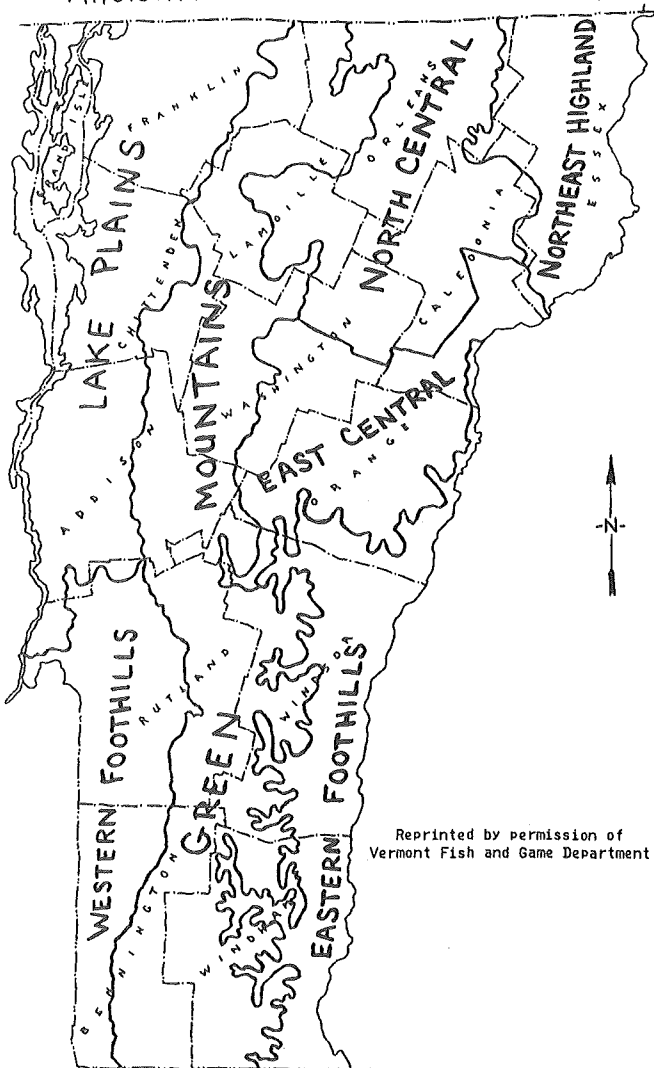 GRAND ISLE
FRANKLIN
ORLEANS
NORTH CENTRAL
NORTHEAST HIGHLAND
ESSEX
LAKE PLAINS
CHITTENDEN
LAMOILLE
CALEDONIA
GREEN MOUNTAINS
WASHINGTON
EAST CENTRAL
ORANGE
ADDISON
-N-
WESTERN FOOTHILLS
RUTLAND
WINDSOR
EASTERN FOOTHILLS
Reprinted by permission of
Vermont Fish and Game Department
BENNINGTON
WINDHAM